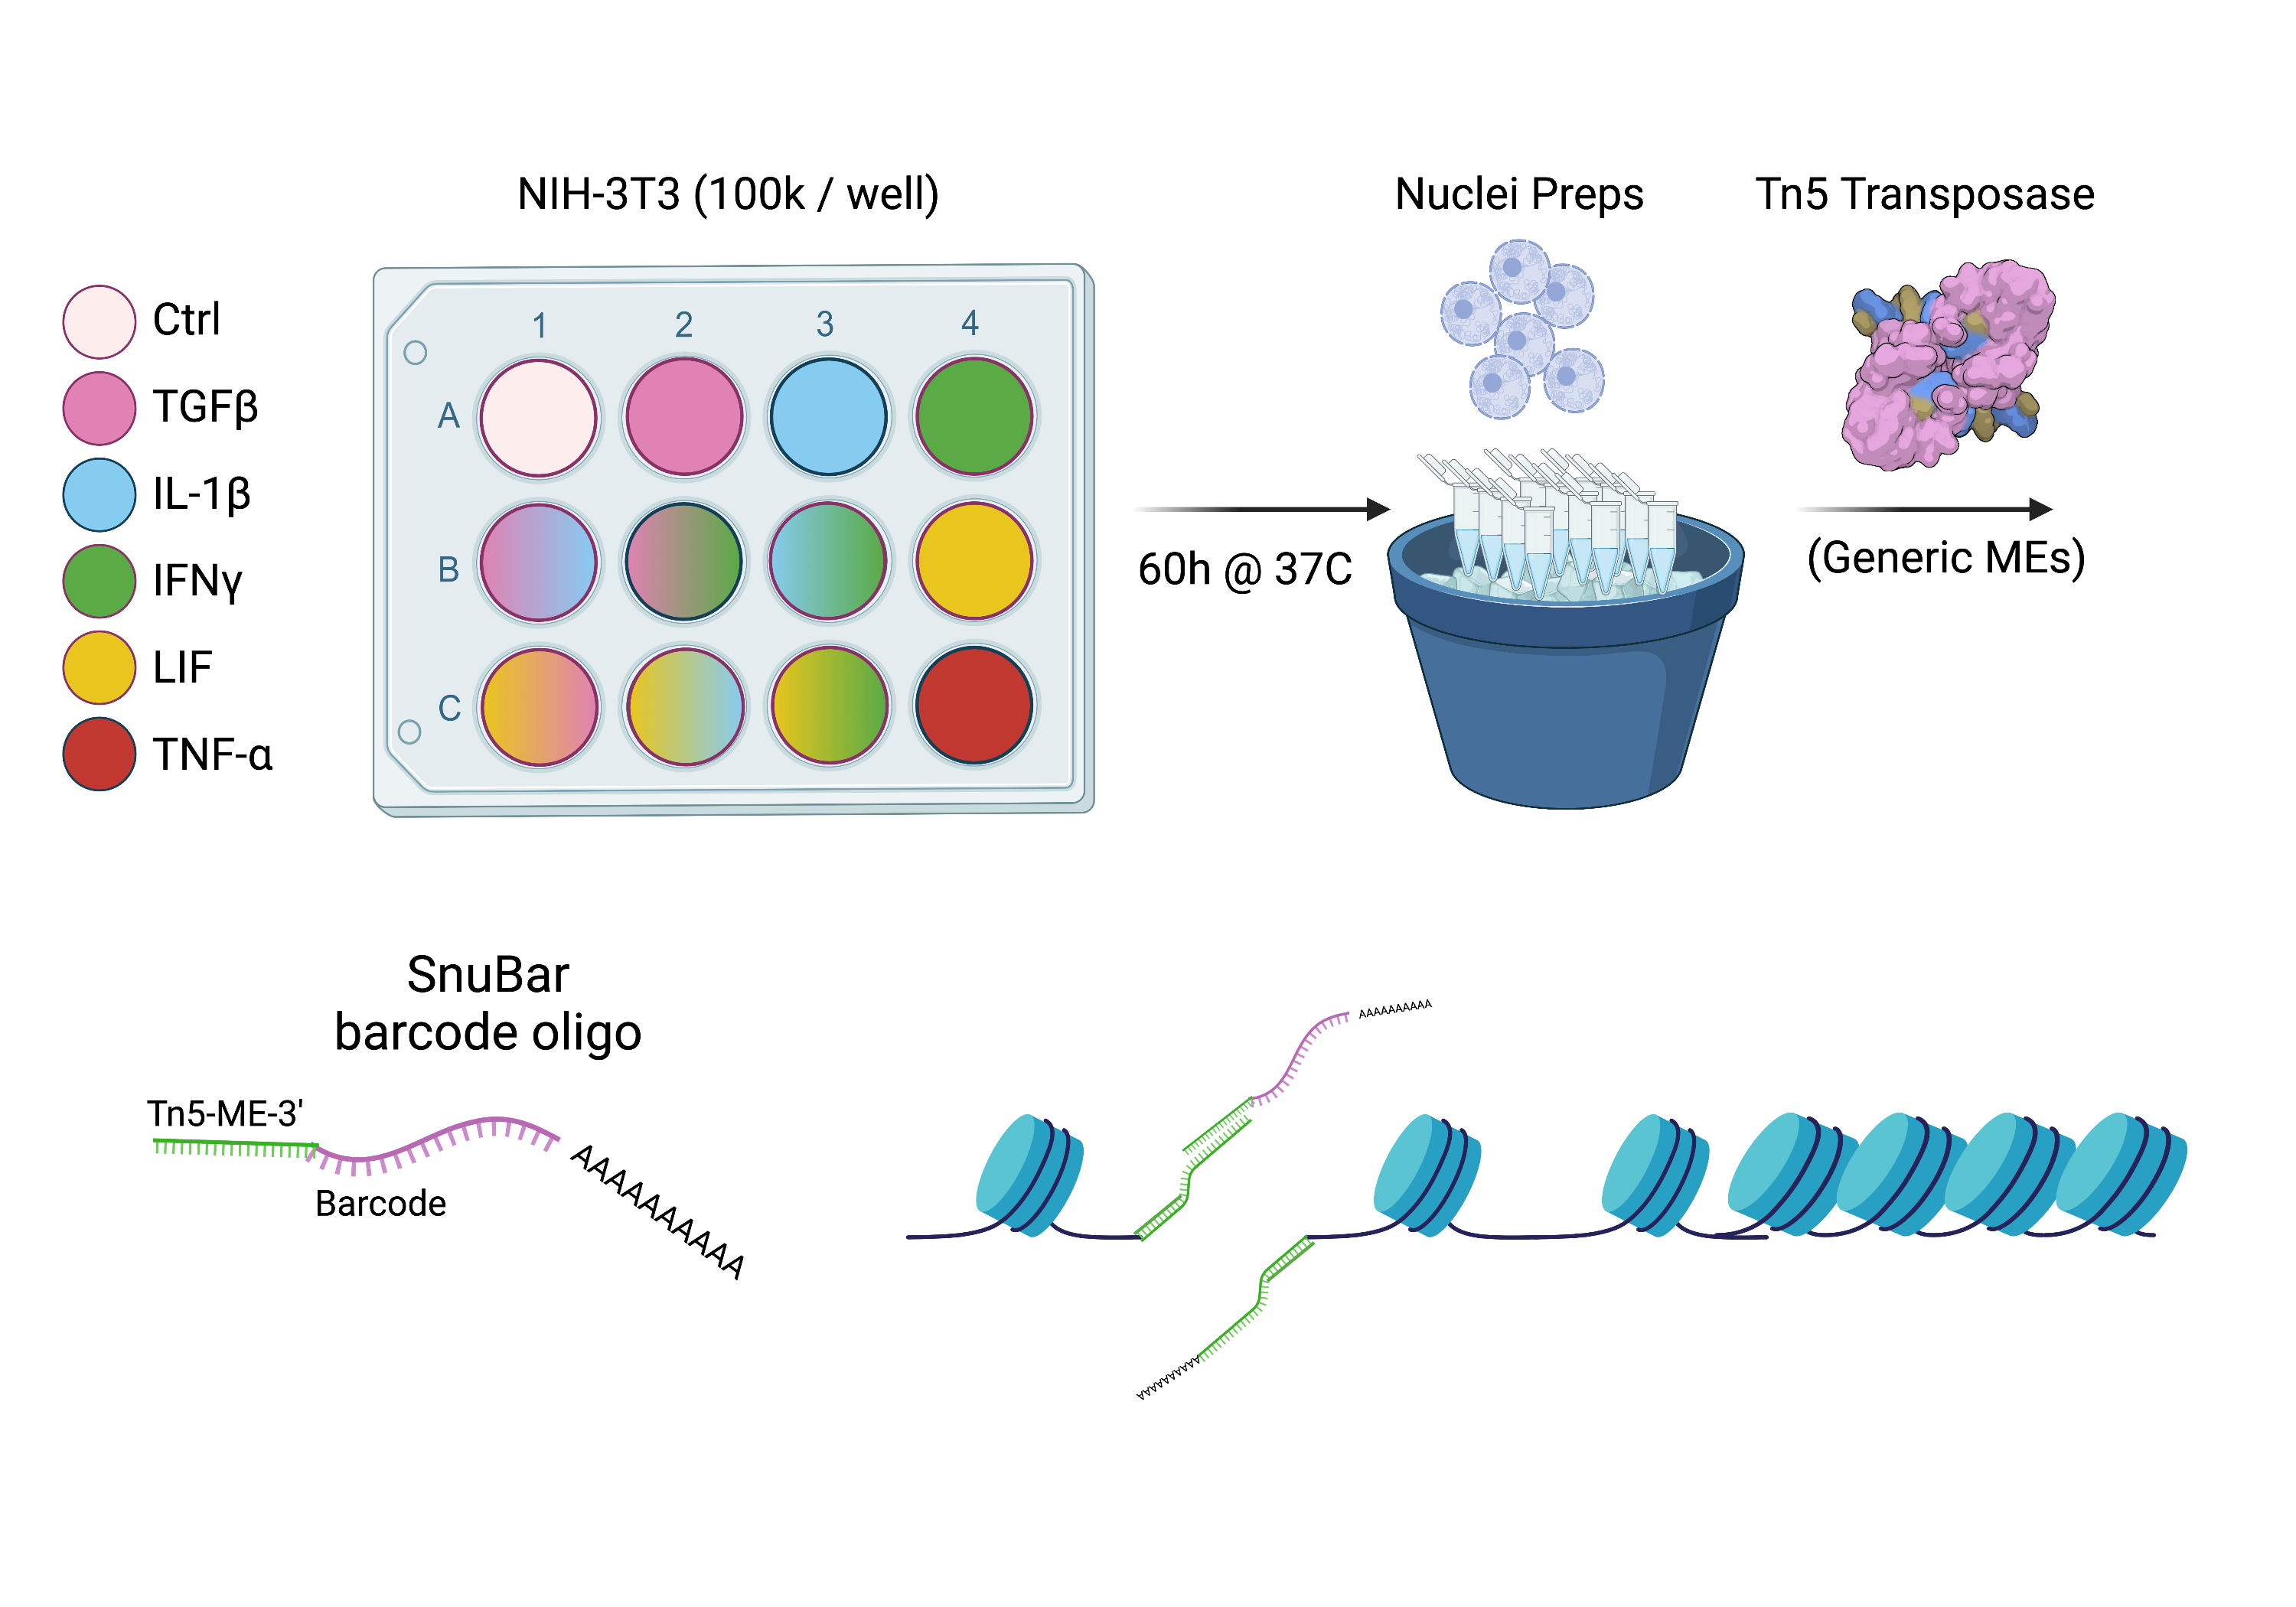 NIH-3T3 (100k / well)
Nuclei Preps
Tn5 Transposase
Ctrl
TGFβ
IL-1β
IFNγ
LIF
TNF-α
1 2 3 4
A
B
C
60h @ 37C
(Generic MEs)
SnuBar
barcode oligo
Tn5-ME-3'
Barcode
AAAAAAAAAA
AAAAAAAAAA
AAAAAAAAAA